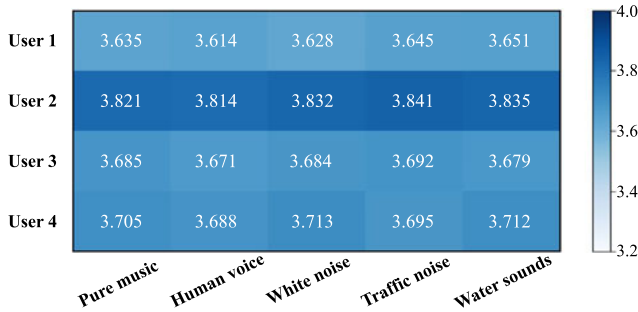 User 1 3.635 3.614 3.628 3.645 3.651
User 2 3.821 3.814 3.832 3.841 3.835
User 3 3.685 3.671 3.684 3.692 3.679
User 4 3.705 3.688 3.713 3.695 3.712
Pure music Human voice White noise Traffic noise Water sounds
4.0
3.8
3.6
3.4
3.2